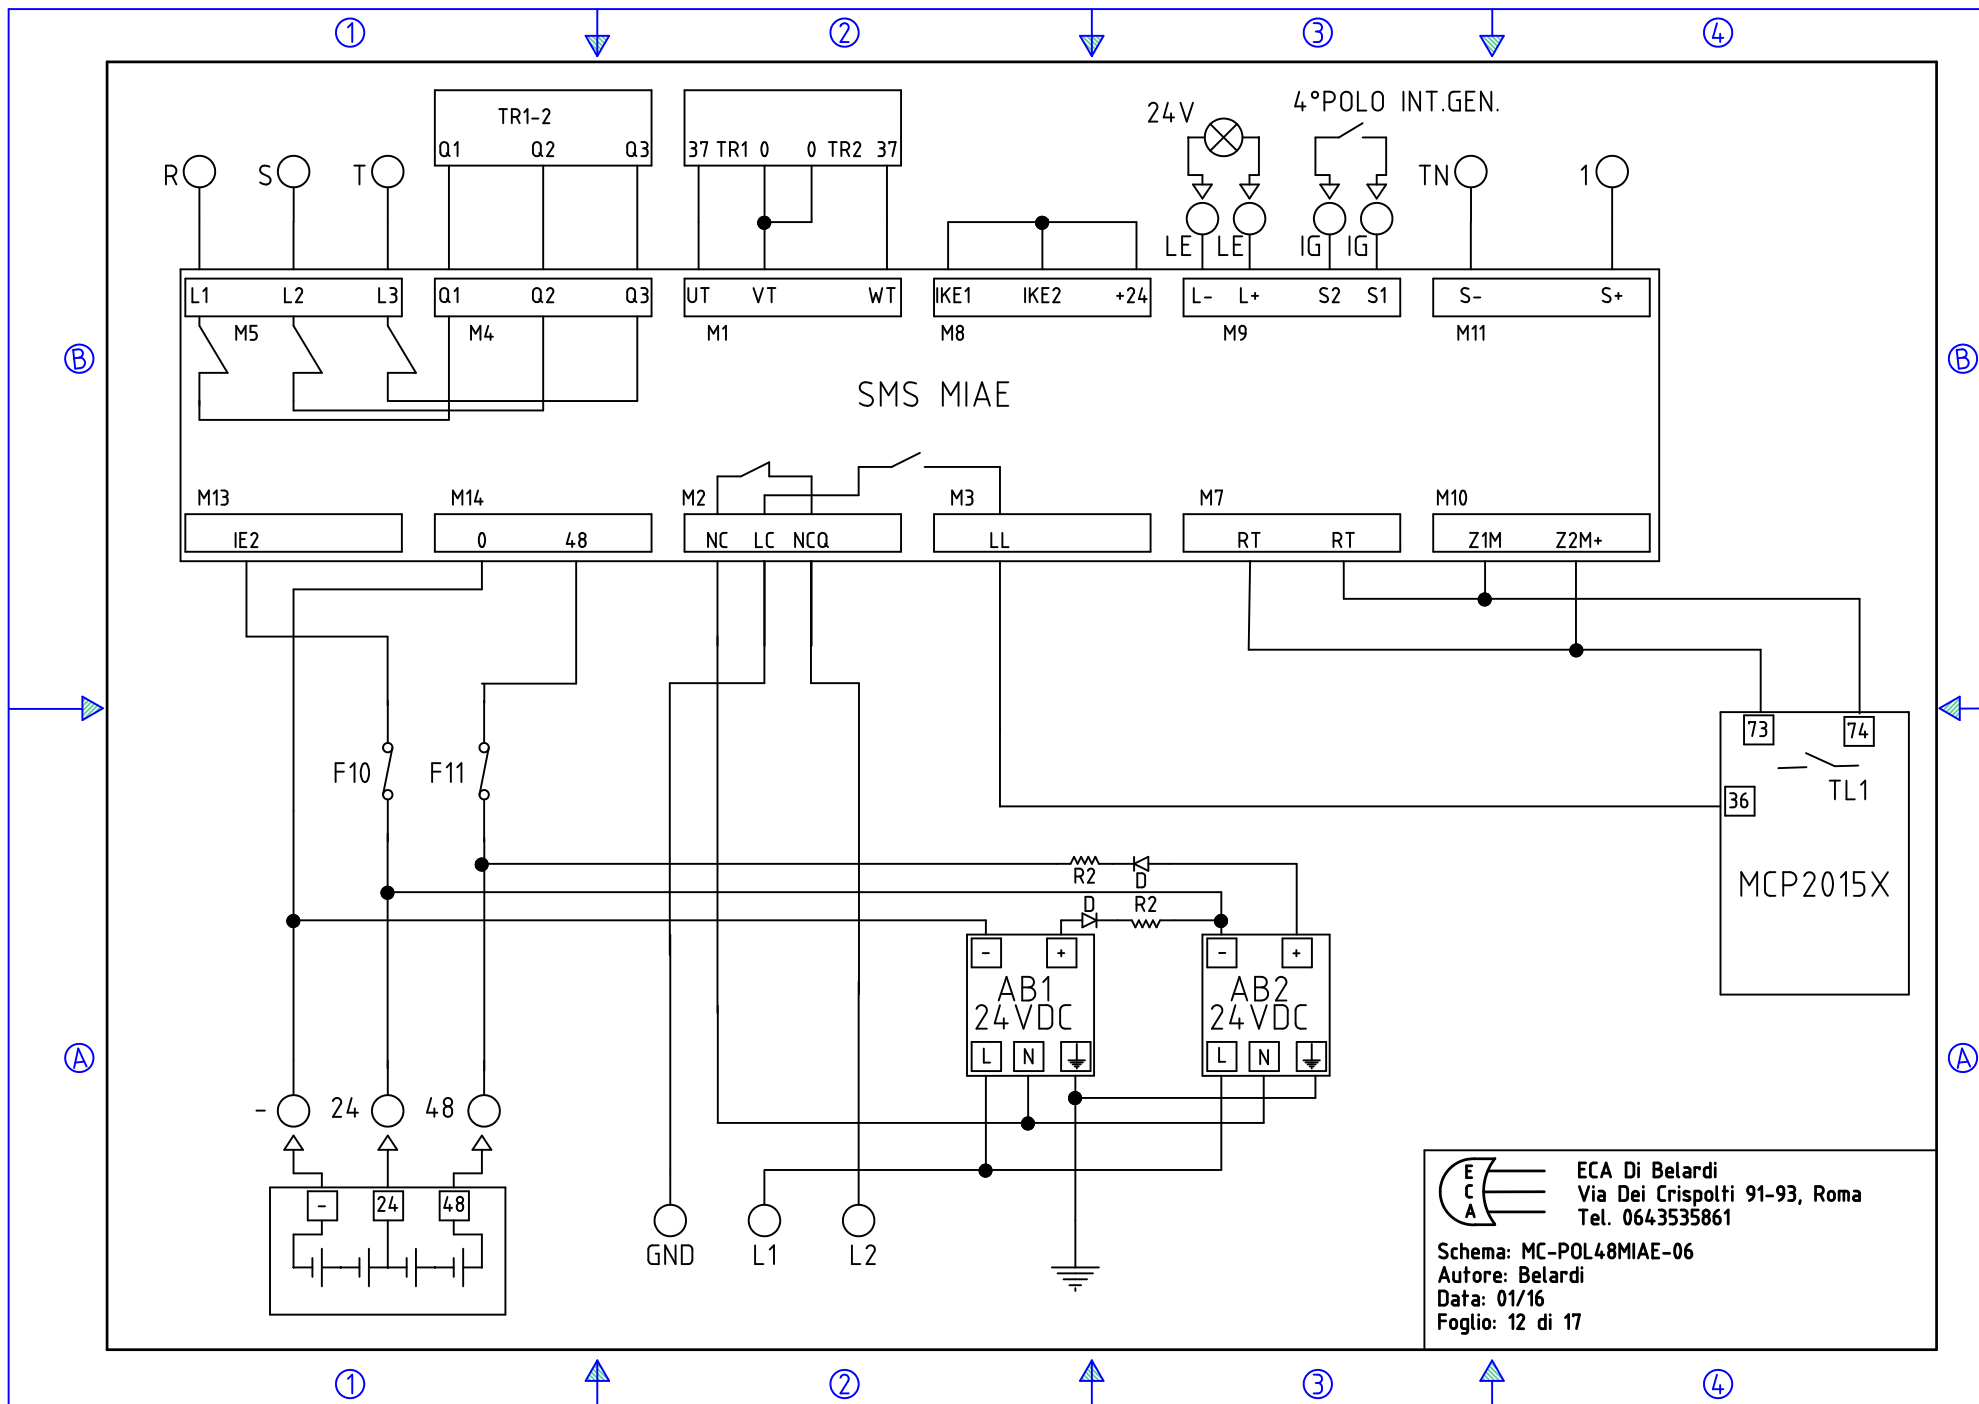 1 2 3 4
TR1-2
Q1 Q2 Q3
37 TR1 0 0 TR2 37
24V
4°POLO INT.GEN.
R S T
TN 1
LE LE IG IG
L1 L2 L3
Q1 Q2 Q3
UT VT WT
IKE1 IKE2 +24
L- L+ S2 S1
S- S+
M5 M4 M1 M8 M9 M11
B B
SMS MIAE
M13 M14 M2 M3 M7 M10
IE2
0 48
NC LC NCQ
LL
RT RT
Z1M Z2M+
73 74
TL1
36
MCP2015X
F10 F11
R2 D
D R2
- + - +
AB1
24VDC
AB2
24VDC
L N L N
A A
- 24 48
- 24 48
GND L1 L2
E
C
A
ECA Di Belardi
Via Dei Crispolti 91-93, Roma
Tel. 0643535861
Schema: MC-POL48MIAE-06
Autore: Belardi
Data: 01/16
Foglio: 12 di 17
1 2 3 4